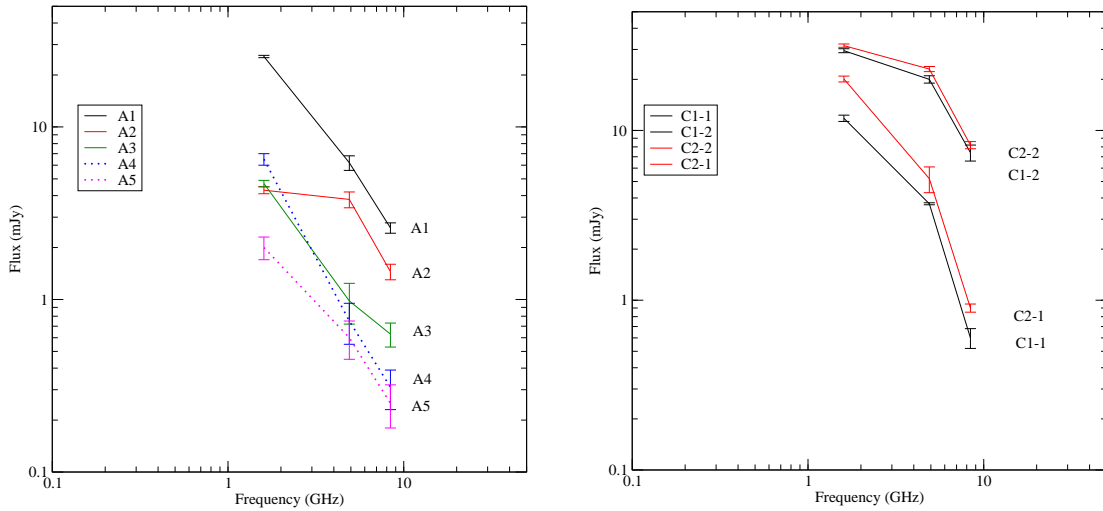 10
1
0.1
0.1
1
10
Flux (mJy)
Frequency (GHz)
A1
A2
A3
A4
A5
A1
A2
A3
A4
A5
10
1
0.1
0.1
1
10
Flux (mJy)
Frequency (GHz)
C1-1
C1-2
C2-2
C2-1
C2-2
C1-2
C2-1
C1-1